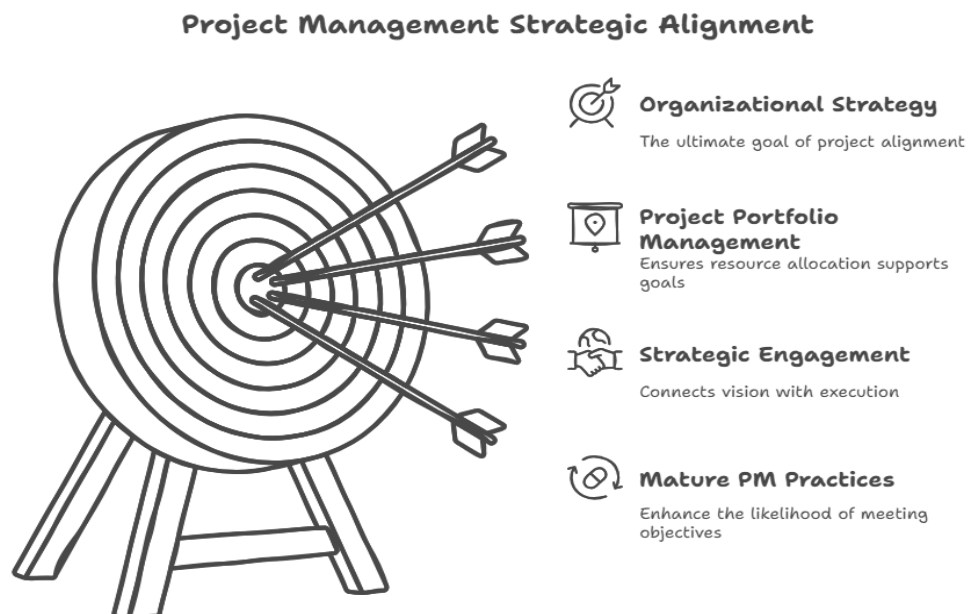 Project Management Strategic Alignment
Organizational Strategy
The ultimate goal of project alignment
Project Portfolio
Management
Ensures resource allocation supports
goals
Strategic Engagement
Connects vision with execution
Mature PM Practices
Enhance the likelihood of meeting
objectives